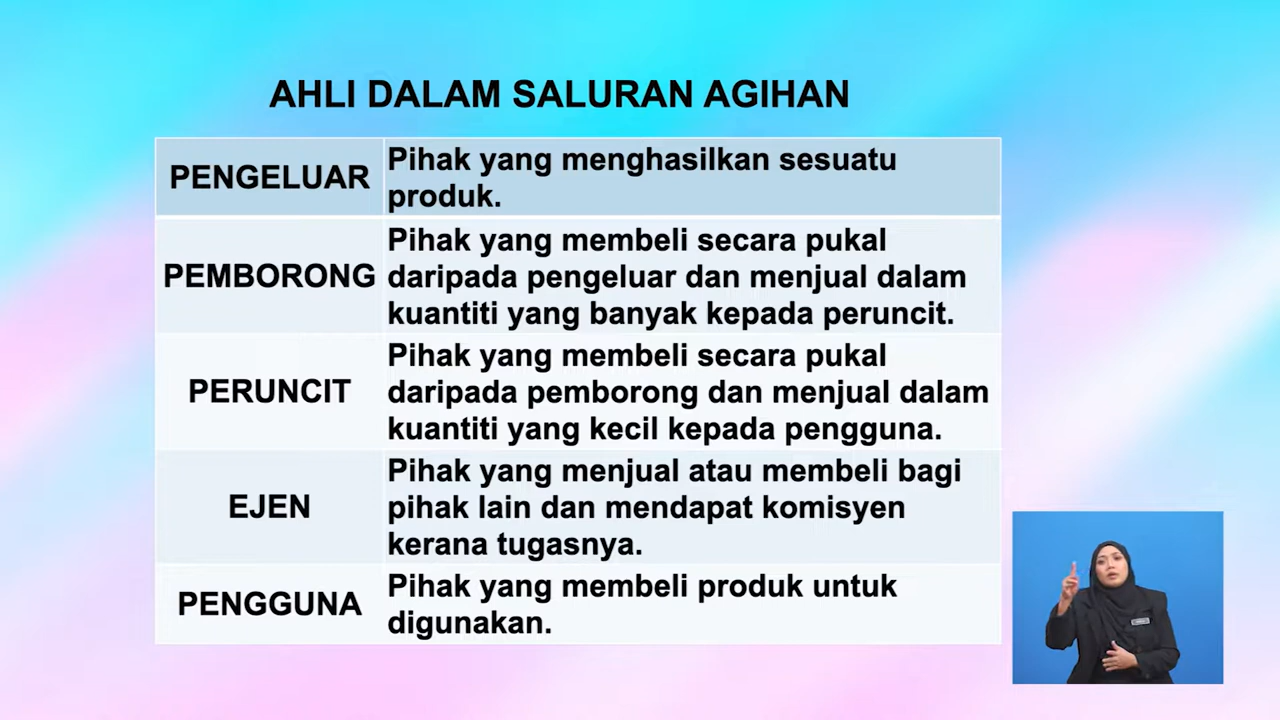 AHLI DALAM SALURAN AGIHAN
PENGELUAR
Pihak yang menghasilkan sesuatu
produk.
PEMBORONG
Pihak yang membeli secara pukal
daripada pengeluar dan menjual dalam
kuantiti yang banyak kepada peruncit.
PERUNCIT
Pihak yang membeli secara pukal
daripada pemborong dan menjual dalam
kuantiti yang kecil kepada pengguna.
EJEN
Pihak yang menjual atau membeli bagi
pihak lain dan mendapat komisyen
kerana tugasnya.
PENGGUNA
Pihak yang membeli produk untuk
digunakan.